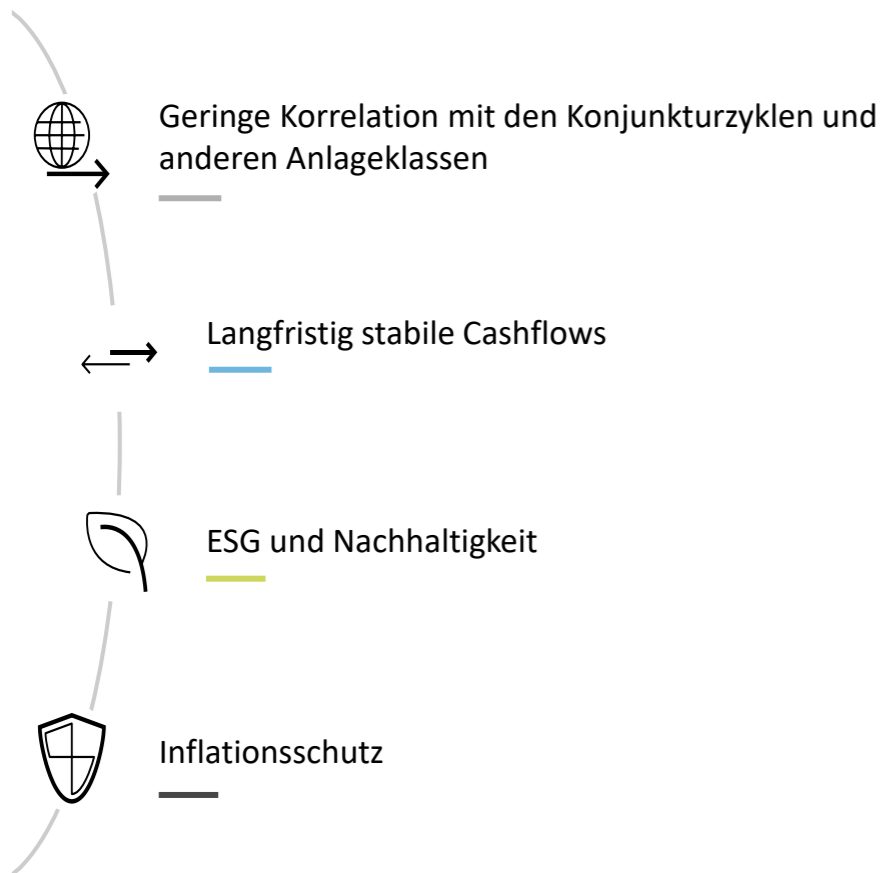 Geringe Korrelation mit den Konjunkturzyklen und
anderen Anlageklassen
Langfristig stabile Cashflows
ESG und Nachhaltigkeit
Inflationsschutz